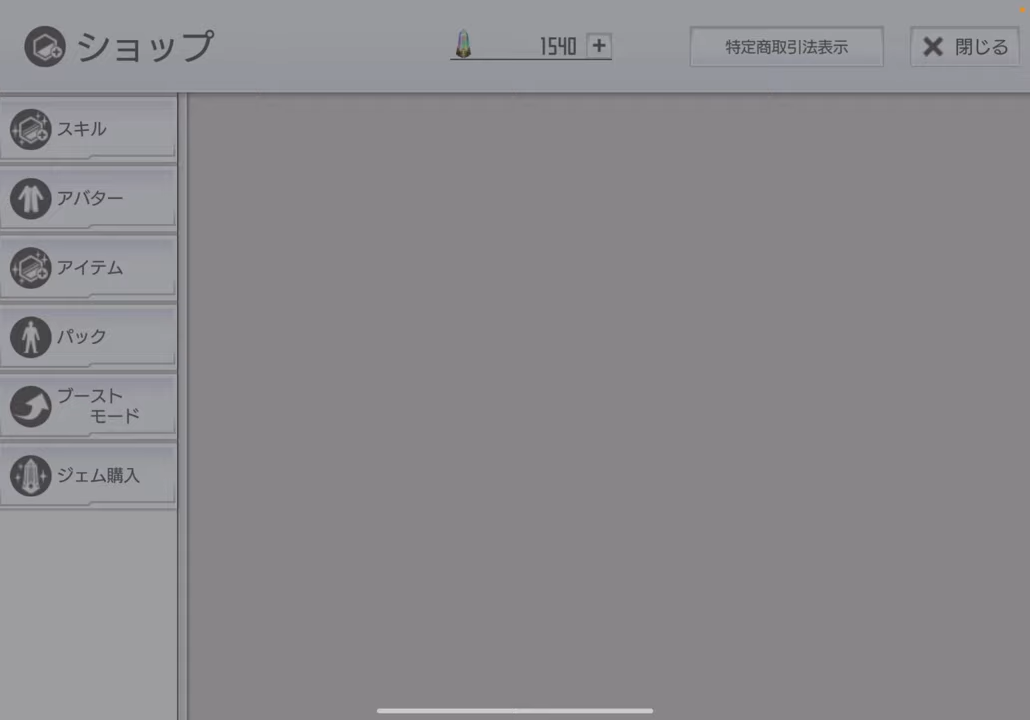 ショップ
1540 +
特定商取引法表示
閉じる
スキル
アバター
アイテム
パック
ブースト
モード
ジェム購入